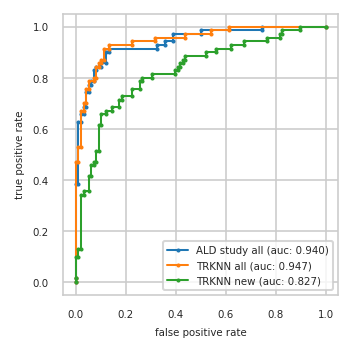 1.0
0.8
0.6
0.4
0.2
0.0
true positive rate
ALD study all (auc: 0.940)
TRKNN all (auc: 0.947)
TRKNN new (auc: 0.827)
0.0 0.2 0.4 0.6 0.8 1.0
false positive rate